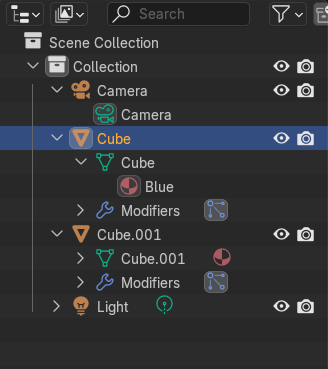 Search
Scene Collection
Collection
Camera
Camera
Cube
Cube
Blue
Modifiers
Cube.001
Cube.001
Modifiers
Light